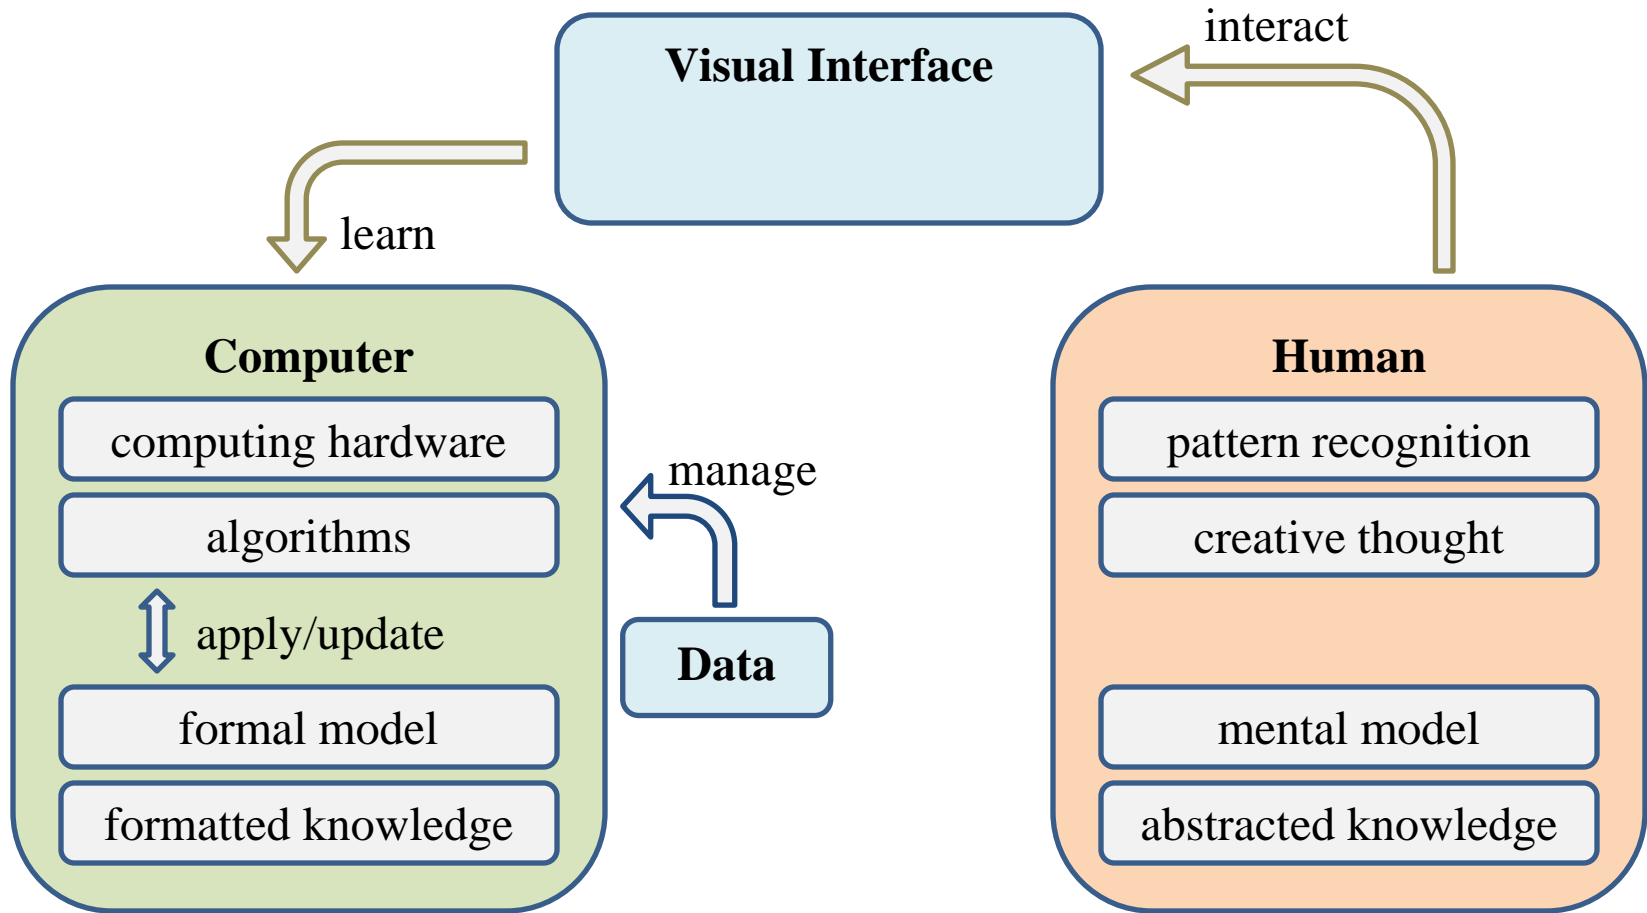 interact
Visual Interface
learn
Computer
computing hardware
algorithms
apply/update
formal model
formatted knowledge
manage
Data
Human
pattern recognition
creative thought
mental model
abstracted knowledge